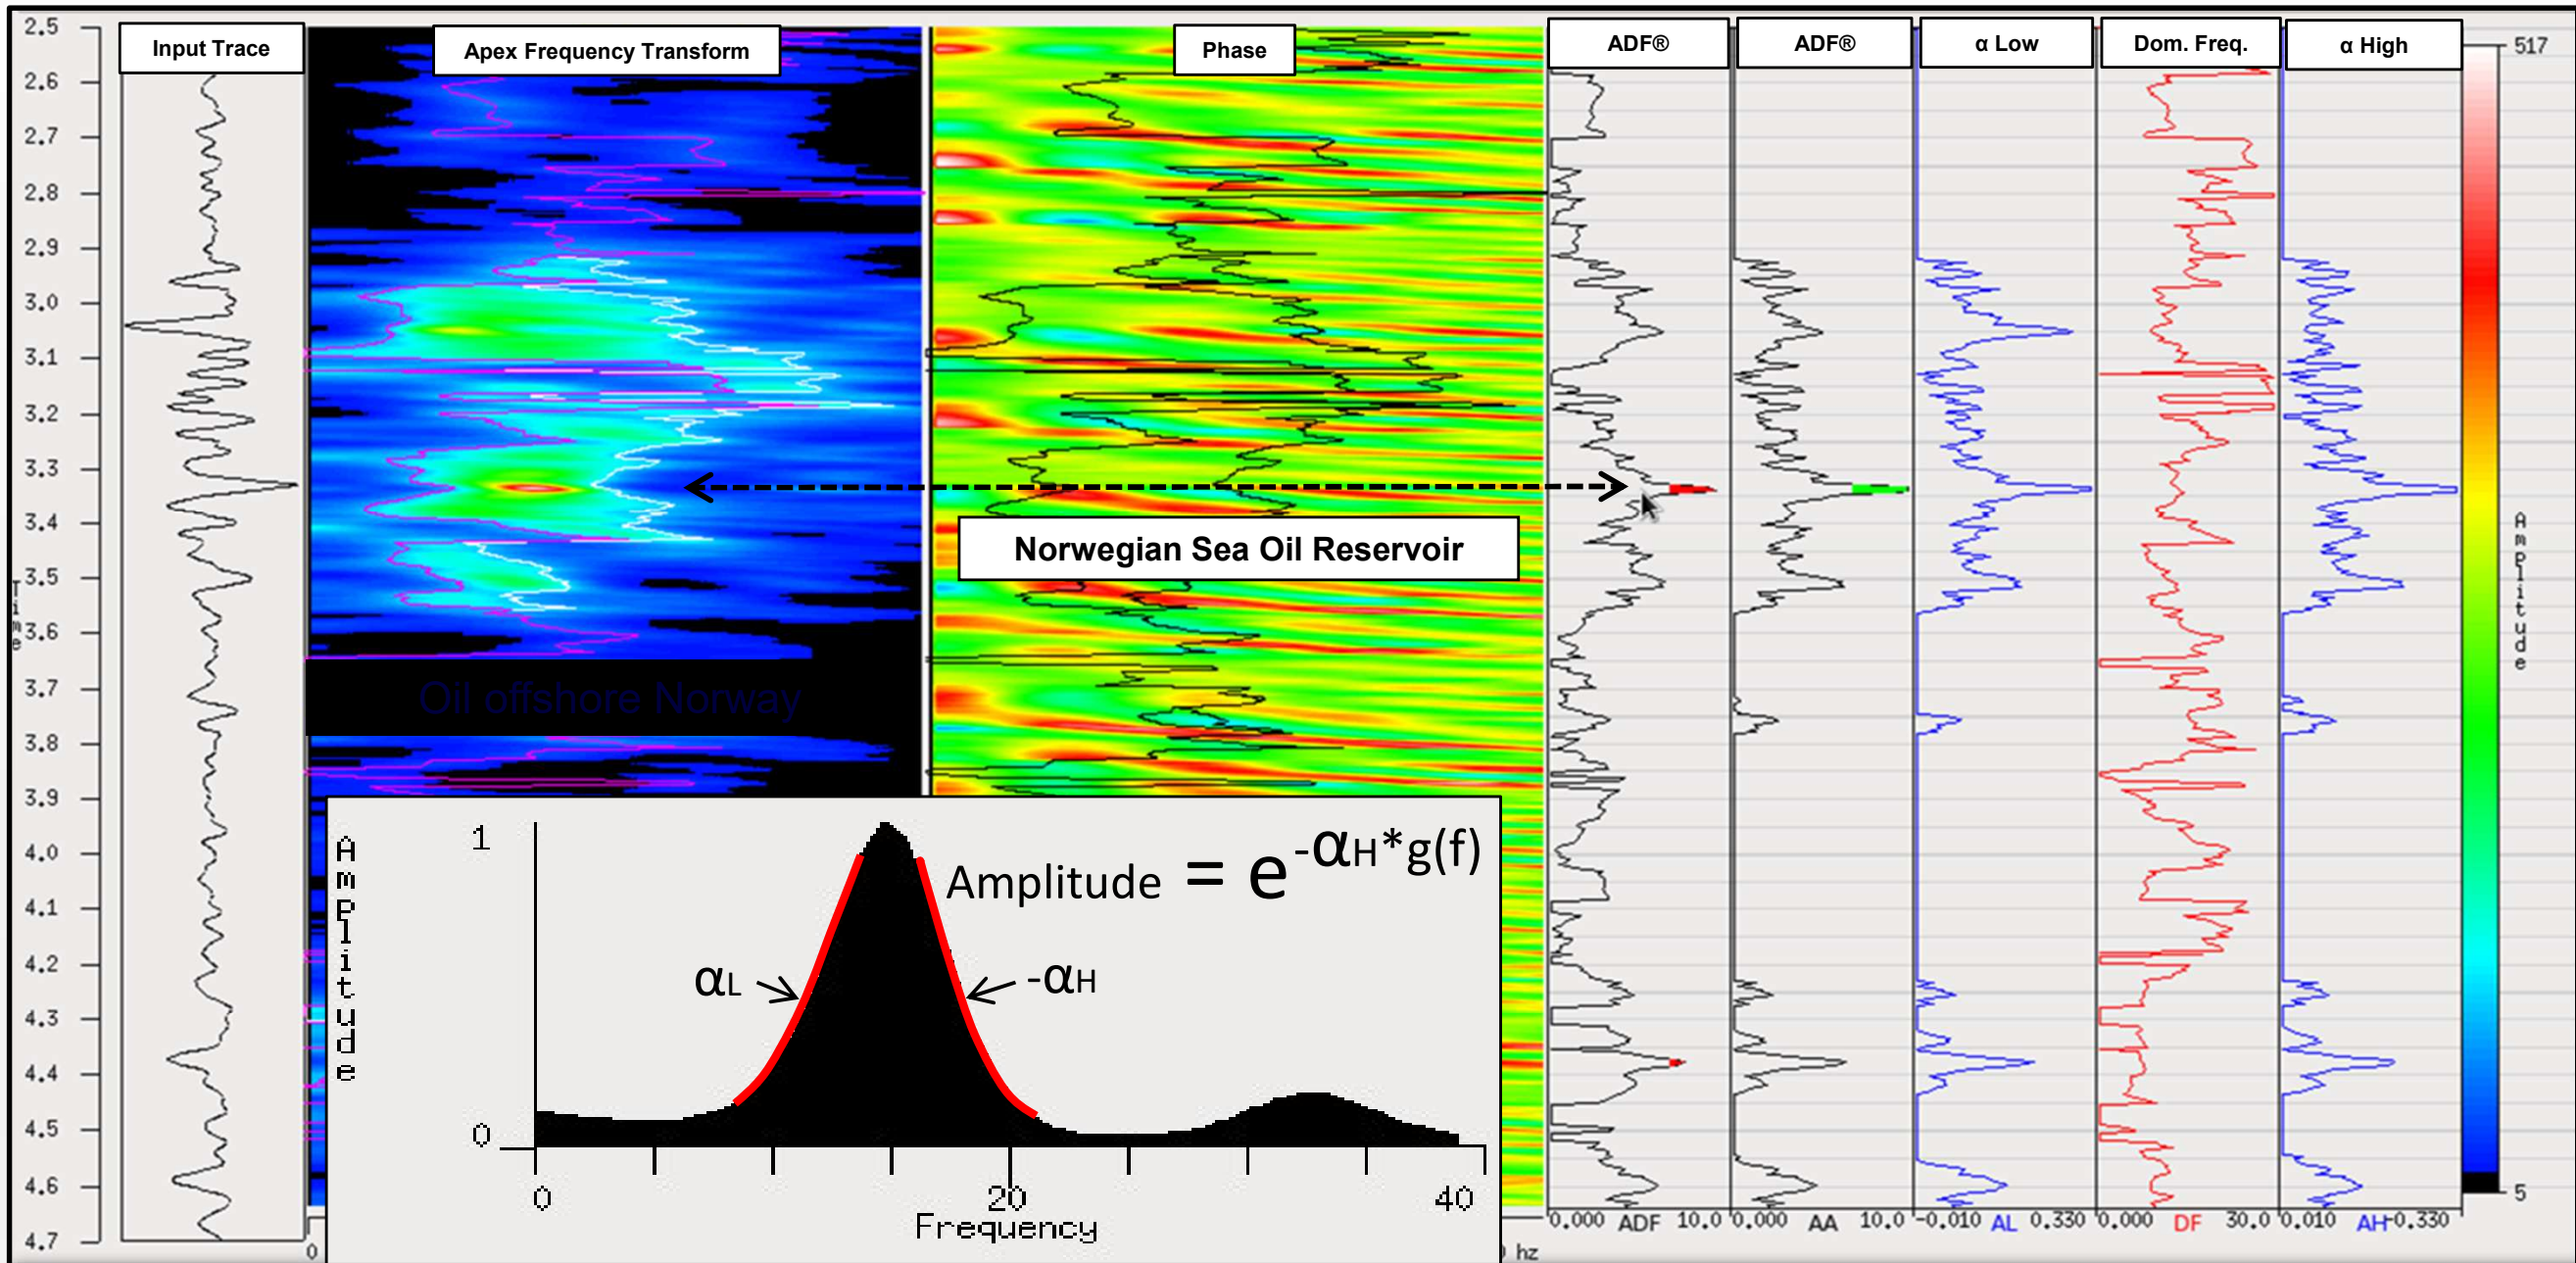 Input Trace
Apex Frequency Transform
Phase
ADF®
ADF®
α Low
Dom. Freq.
α High
517
2.5
2.6
2.7
2.8
2.9
3.0
3.1
3.2
3.3
3.4
3.5
3.6
3.7
3.8
3.9
4.0
4.1
4.2
4.3
4.4
4.5
4.6
4.7
Time
Norwegian Sea Oil Reservoir
Oil offshore Norway
Amplitude
Amplitude
1
0
Amplitude = e^-αH*g(f)
αL
-αH
0
20
40
Frequency
5
0.000 ADF 10.0
0.000 AA 10.0
-0.010 AL 0.330
0.000 DF 30.0
0.010 AH -0.330
0
hz